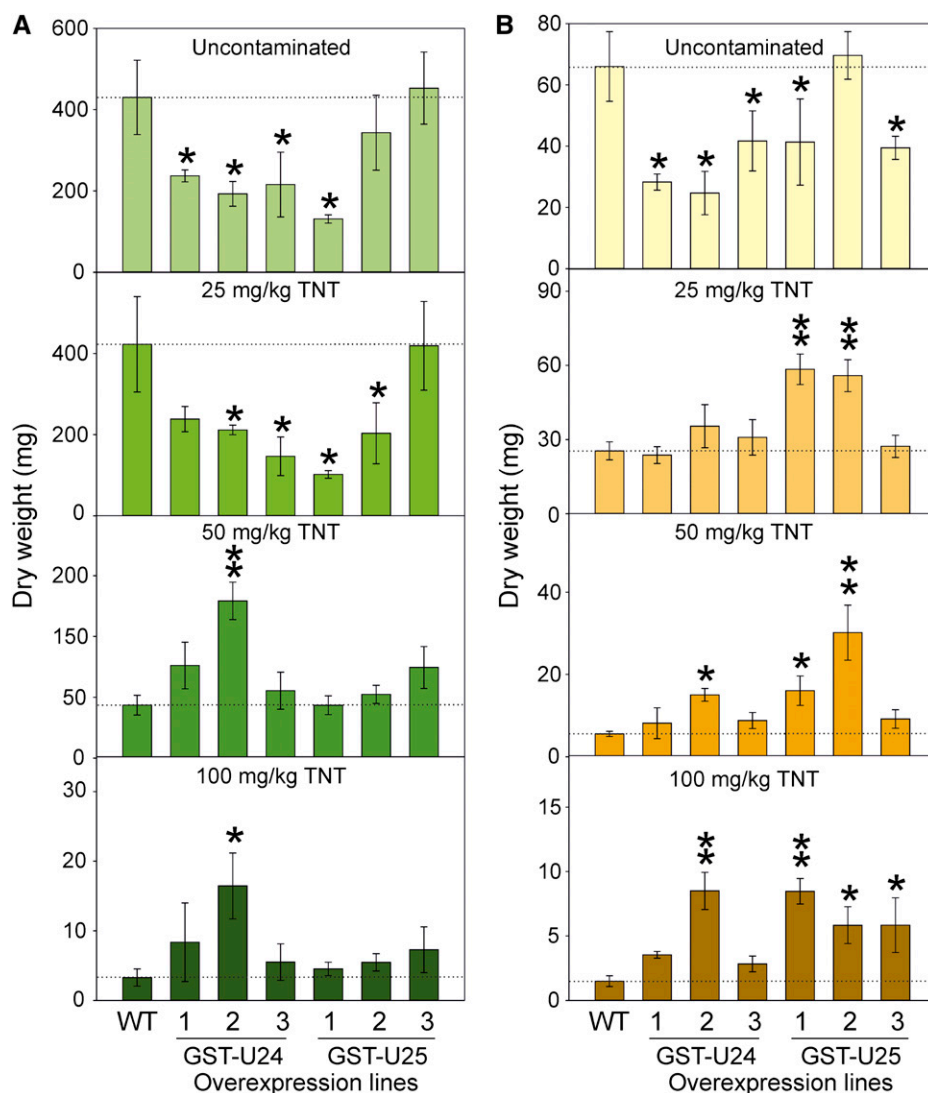 A
Uncontaminated
600
400
200
0
* * * *
25 mg/kg TNT
400
200
0
* * * *
50 mg/kg TNT
200
150
50
0
**
100 mg/kg TNT
30
20
10
0
*
Dry weight (mg)
WT 1 2 3 1 2 3
GST-U24 GST-U25
Overexpression lines
B
Uncontaminated
80
60
40
20
0
* * * * *
25 mg/kg TNT
90
60
30
0
** **
50 mg/kg TNT
40
20
0
* * **
100 mg/kg TNT
15
10
5
0
** ** * *
Dry weight (mg)
WT 1 2 3 1 2 3
GST-U24 GST-U25
Overexpression lines